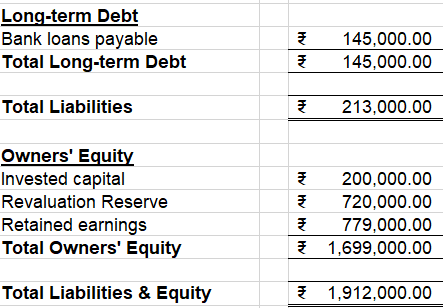 Long-term Debt
Bank loans payable ₹ 145,000.00
Total Long-term Debt ₹ 145,000.00
Total Liabilities ₹ 213,000.00
Owners' Equity
Invested capital ₹ 200,000.00
Revaluation Reserve ₹ 720,000.00
Retained earnings ₹ 779,000.00
Total Owners' Equity ₹ 1,699,000.00
Total Liabilities & Equity ₹ 1,912,000.00